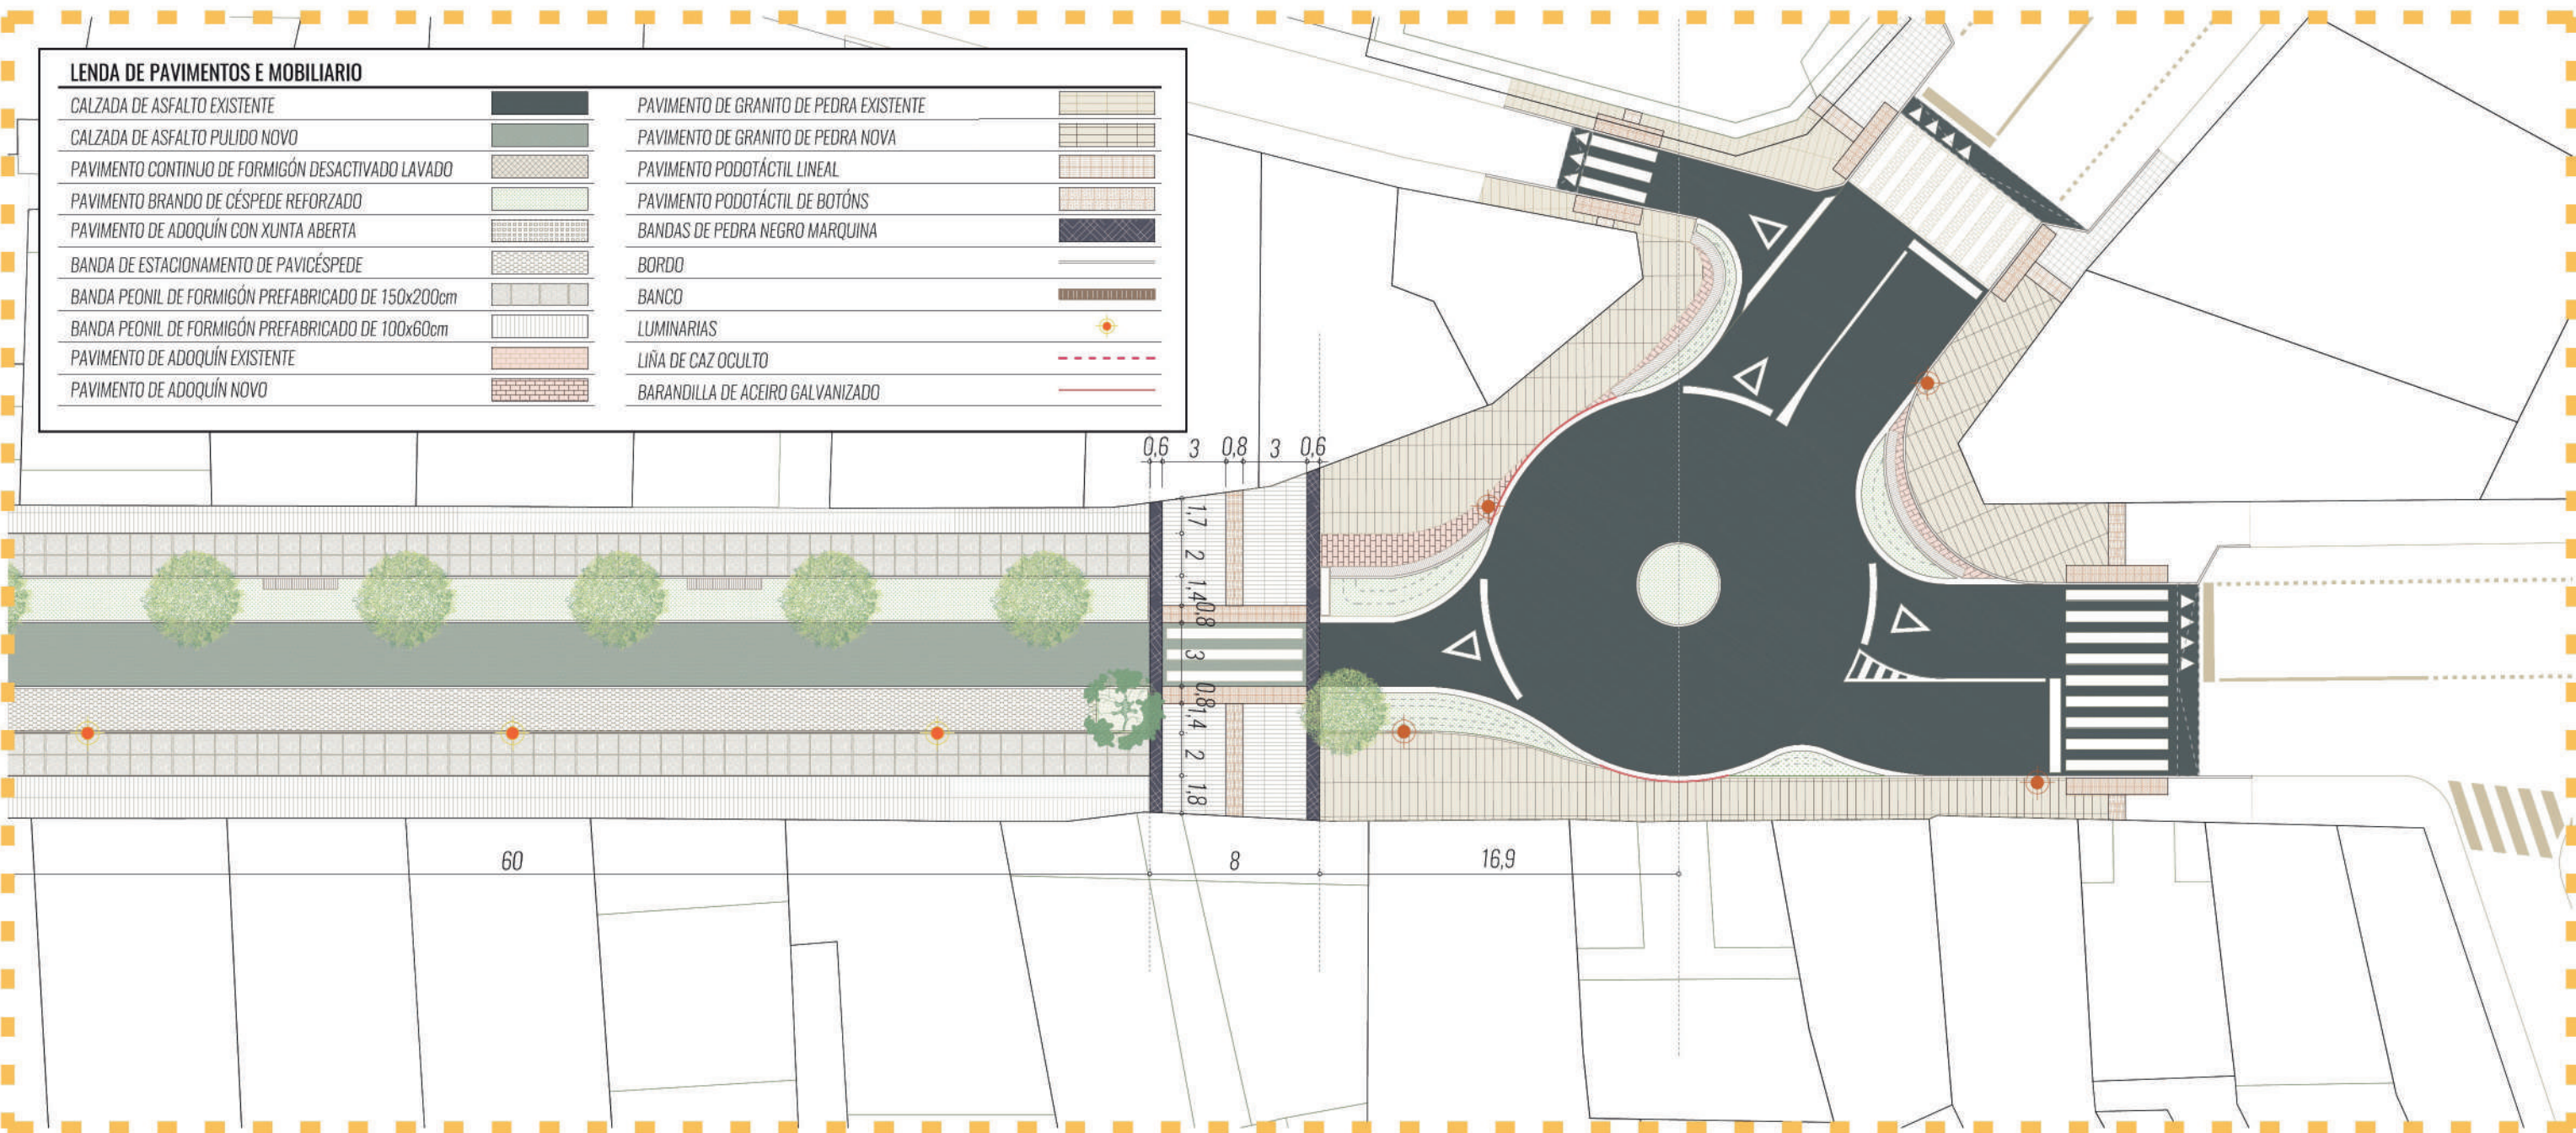 LENDA DE PAVIMENTOS E MOBILIARIO
CALZADA DE ASFALTO EXISTENTE
CALZADA DE ASFALTO PULIDO NOVO
PAVIMENTO CONTINUO DE FORMIGÓN DESACTIVADO LAVADO
PAVIMENTO BRANDO DE CÉSPEDE REFORZADO
PAVIMENTO DE ADOQUÍN CON XUNTA ABERTA
BANDA DE ESTACIONAMENTO DE PAVICÉSPEDE
BANDA PEONIL DE FORMIGÓN PREFABRICADO DE 150x200cm
BANDA PEONIL DE FORMIGÓN PREFABRICADO DE 100x60cm
PAVIMENTO DE ADOQUÍN EXISTENTE
PAVIMENTO DE ADOQUÍN NOVO
PAVIMENTO DE GRANITO DE PEDRA EXISTENTE
PAVIMENTO DE GRANITO DE PEDRA NOVA
PAVIMENTO PODOTÁCTIL LINEAL
PAVIMENTO PODOTÁCTIL DE BOTÓNS
BANDAS DE PEDRA NEGRO MARQUINA
BORDO
BANCO
LUMINARIAS
LIÑA DE CAZ OCULTO
BARANDILLA DE ACEIRO GALVANIZADO
0,6 3 0,8 3 0,6
1,7
2
1,4
0,8
3
0,8
1,4
2
1,8
60
8
16,9